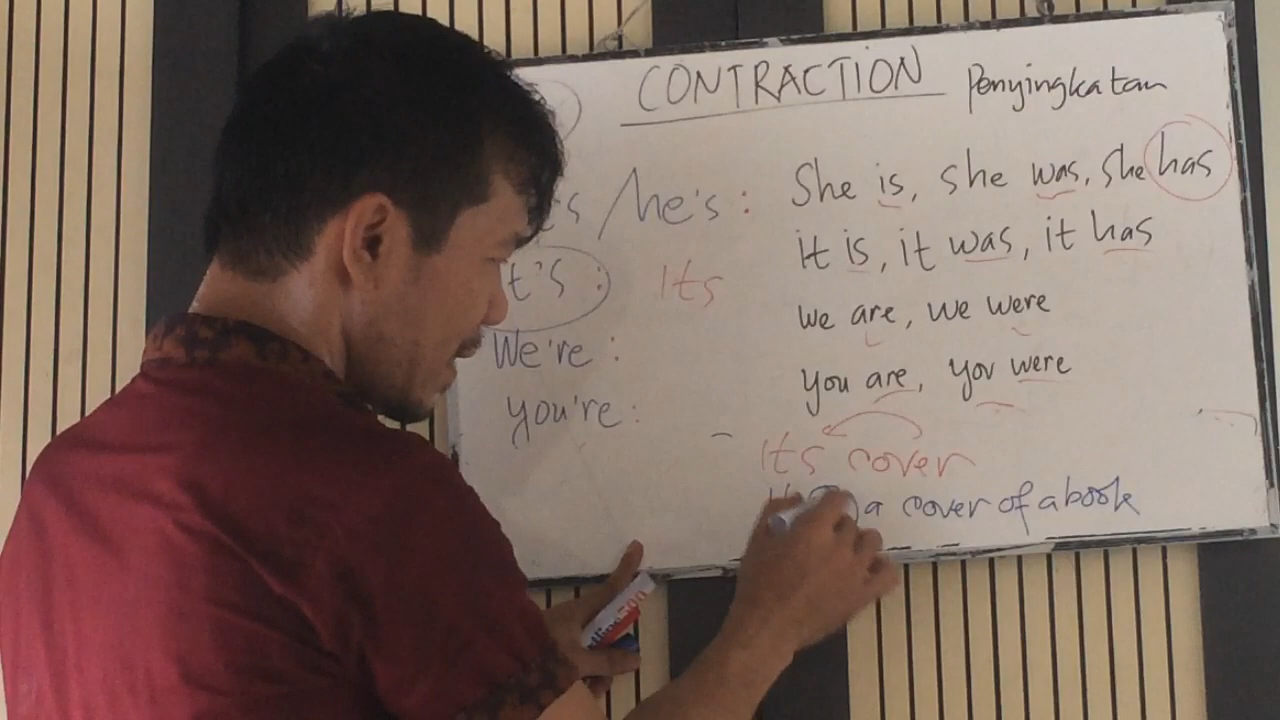 CONTRACTION Penyingkatan
's / he's : She is, she was, she has
t's : Its it is, it was, it has
We're : we are, we were
you're : you are, you were
Its cover
a cover of a book